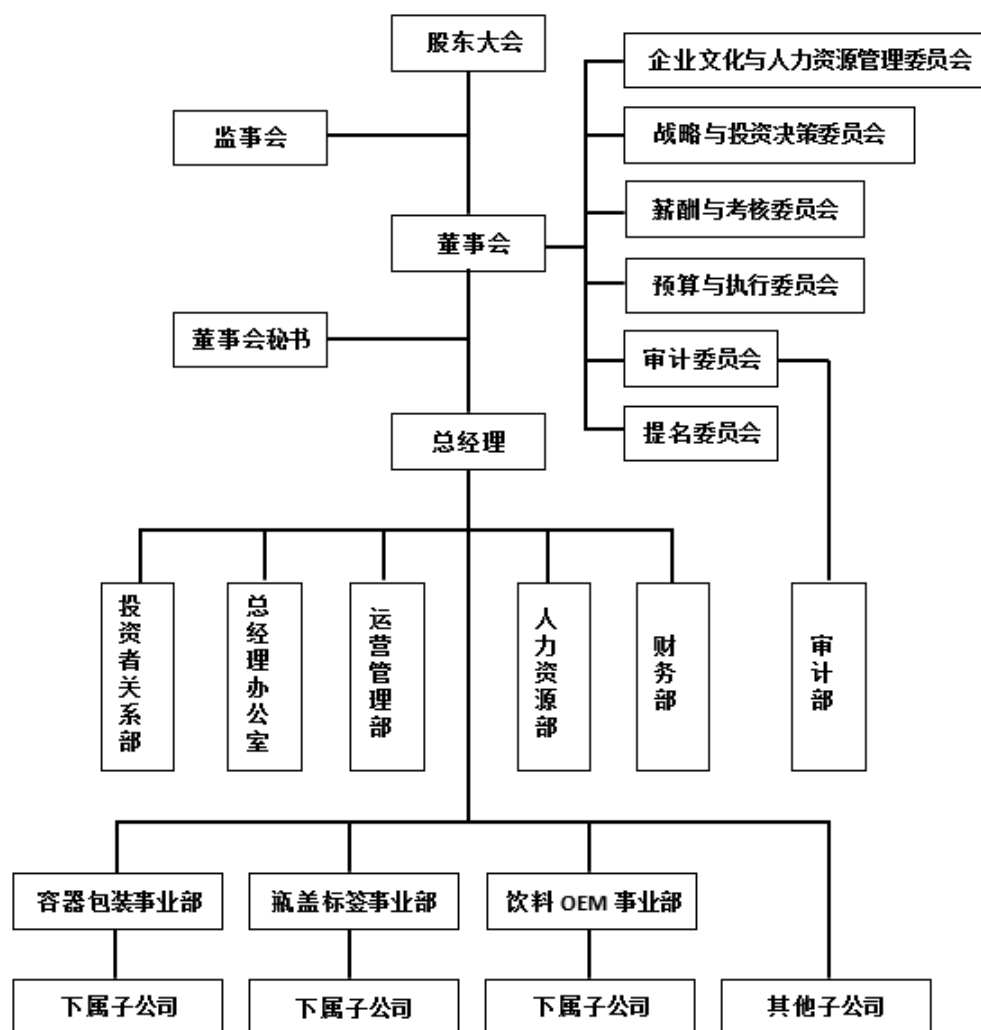 股东大会
企业文化与人力资源管理委员会
监事会
战略与投资决策委员会
薪酬与考核委员会
董事会
预算与执行委员会
董事会秘书
审计委员会
总经理
提名委员会
投资者关系部
总经理办公室
运营管理部
人力资源部
财务部
审计部
容器包装事业部
瓶盖标签事业部
饮料 OEM 事业部
下属子公司
下属子公司
下属子公司
其他子公司